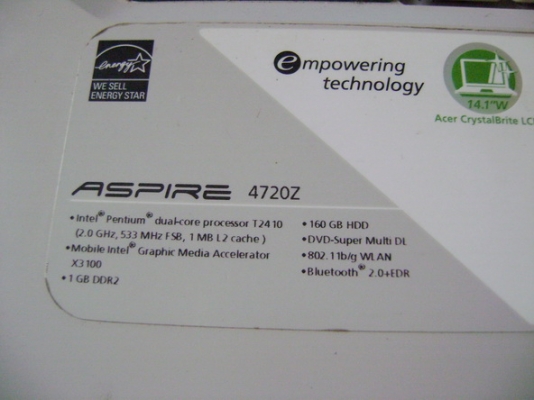 energy
WE SELL
ENERGY STAR
empowering
technology
14.1"W
Acer CrystalBrite LC
ASPIRE 4720Z
•Intel® Pentium® dual-core processor T2410
(2.0 GHz, 533 MHz FSB, 1 MB L2 cache )
•Mobile Intel® Graphic Media Accelerator
X3100
•1 GB DDR2
•160 GB HDD
•DVD-Super Multi DL
•802.11b/g WLAN
•Bluetooth® 2.0+EDR